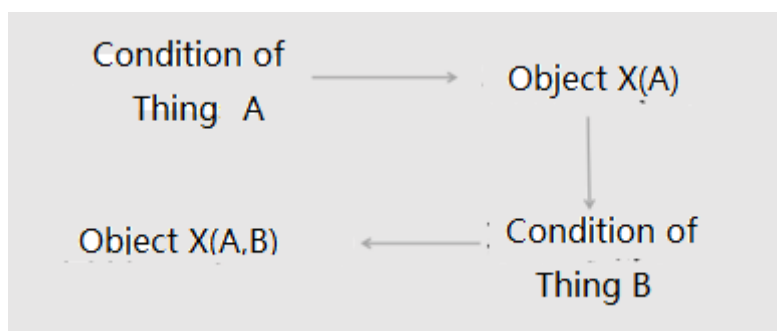 Condition of
Thing A
Object X(A)
Condition of
Thing B
Object X(A,B)